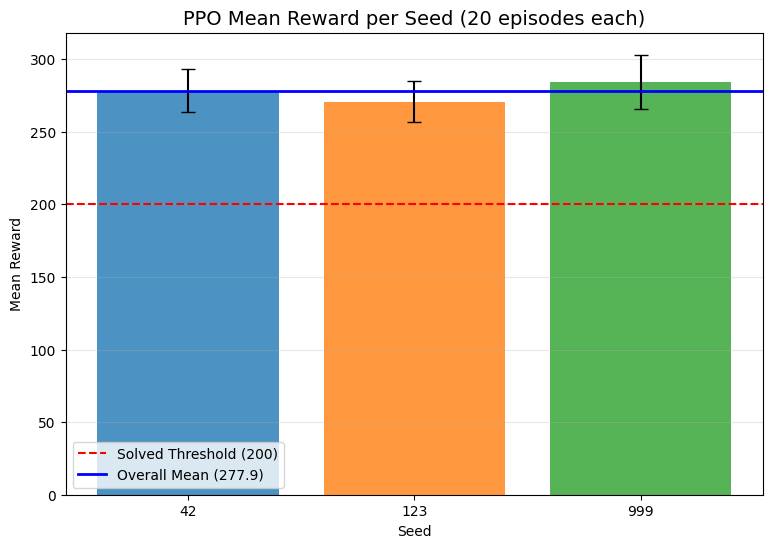 PPO Mean Reward per Seed (20 episodes each)
300
250
200
150
100
50
0
Mean Reward
Solved Threshold (200)
Overall Mean (277.9)
42
123
999
Seed